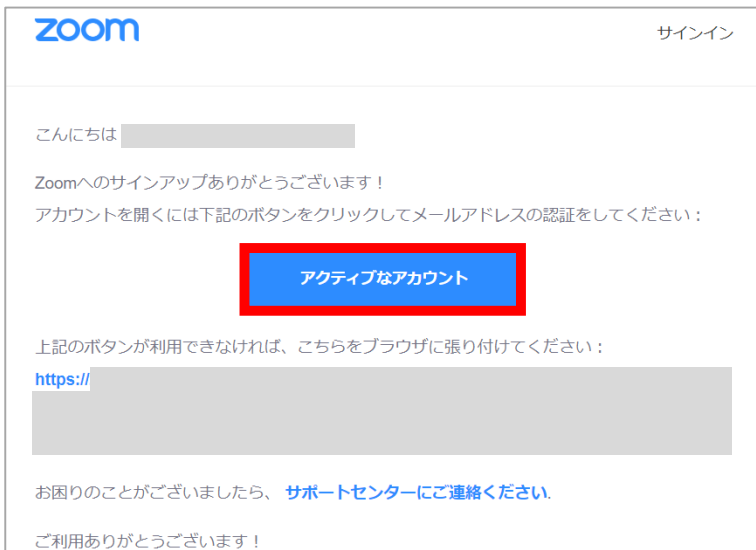 zoom
サインイン
こんにちは
Zoomへのサインアップありがとうございます！
アカウントを開くには下記のボタンをクリックしてメールアドレスの認証をしてください：
アクティブなアカウント
上記のボタンが利用できなければ、こちらをブラウザに張り付けてください：
https://
お困りのことがございましたら、 サポートセンターにご連絡ください.
ご利用ありがとうございます！